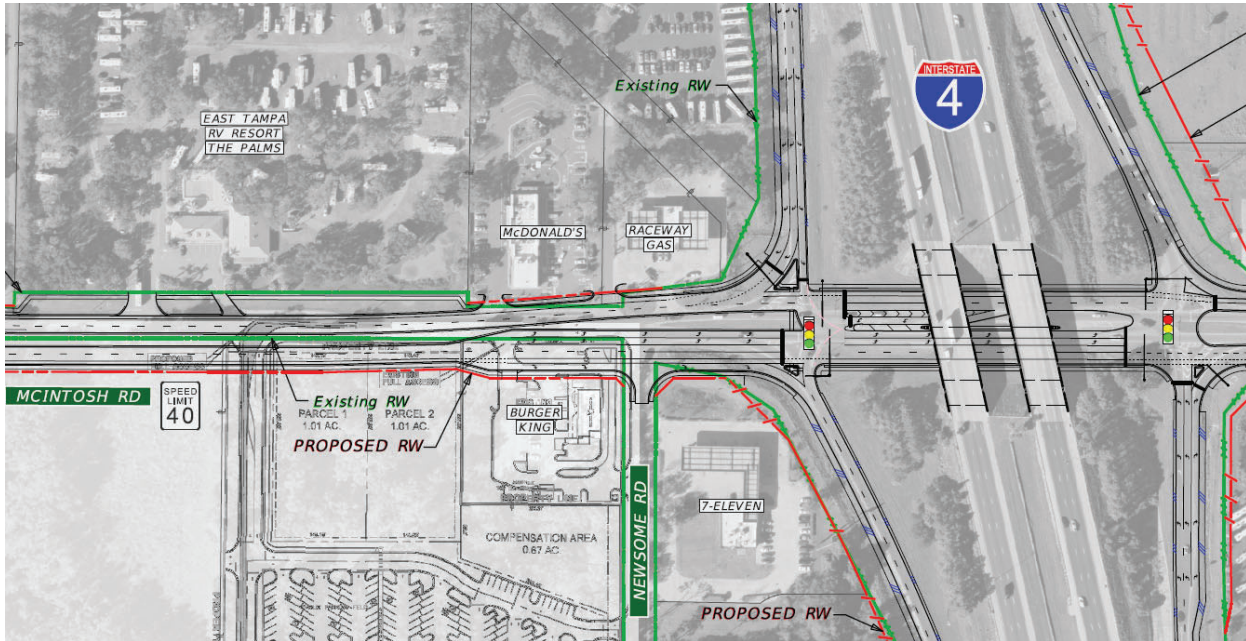 INTERSTATE
4
Existing RW
EAST TAMPA
RV RESORT
THE PALMS
McDONALD'S
RACEWAY
GAS
MCINTOSH RD
SPEED
LIMIT
40
Existing RW
PROPOSED RW
PARCEL 1
1.01 AC.
PARCEL 2
1.01 AC.
BURGER
KING
COMPENSATION AREA
0.67 AC
NEWSOME RD
7-ELEVEN
PROPOSED RW